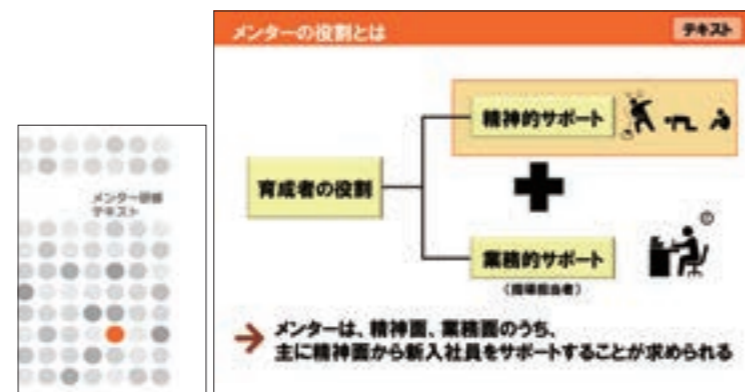 メンター研修
テキスト
メンターの役割とは
テキスト
精神的サポート
育成者の役割
業務的サポート
(現場担当者)
メンターは、精神面、業務面のうち、
主に精神面から新入社員をサポートすることが求められる